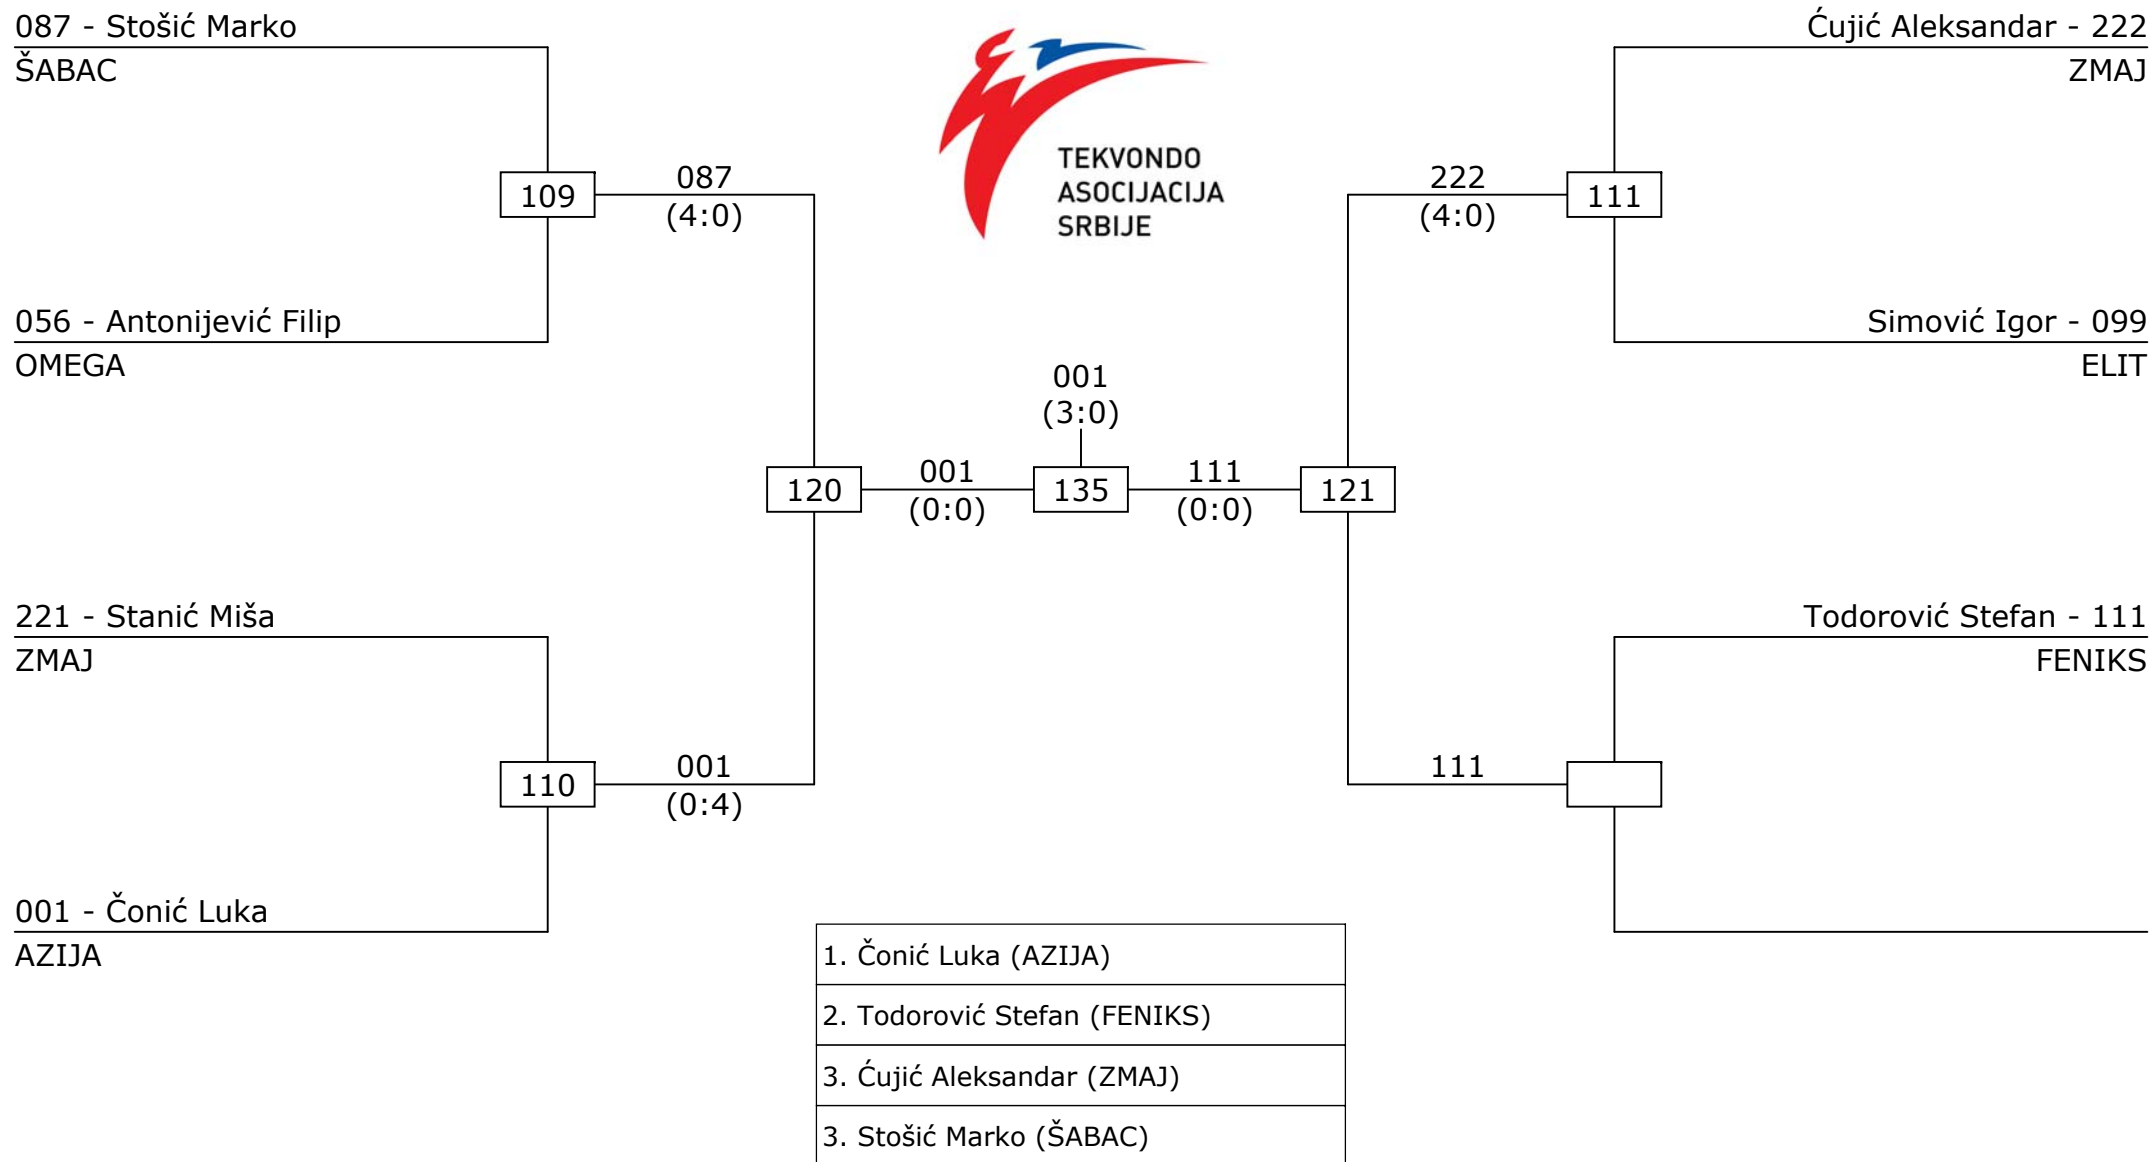 087 - Stošić Marko
ŠABAC
056 - Antonijević Filip
OMEGA
221 - Stanić Miša
ZMAJ
001 - Čonić Luka
AZIJA
109
087
(4:0)
110
001
(0:4)
120
001
(0:0)
TEKVONDO
ASOCIJACIJA
SRBIJE
001
(3:0)
135
111
(0:0)
121
222
(4:0)
111
111
Ćujić Aleksandar - 222
ZMAJ
Simović Igor - 099
ELIT
Todorović Stefan - 111
FENIKS
1. Čonić Luka (AZIJA)
2. Todorović Stefan (FENIKS)
3. Ćujić Aleksandar (ZMAJ)
3. Stošić Marko (ŠABAC)